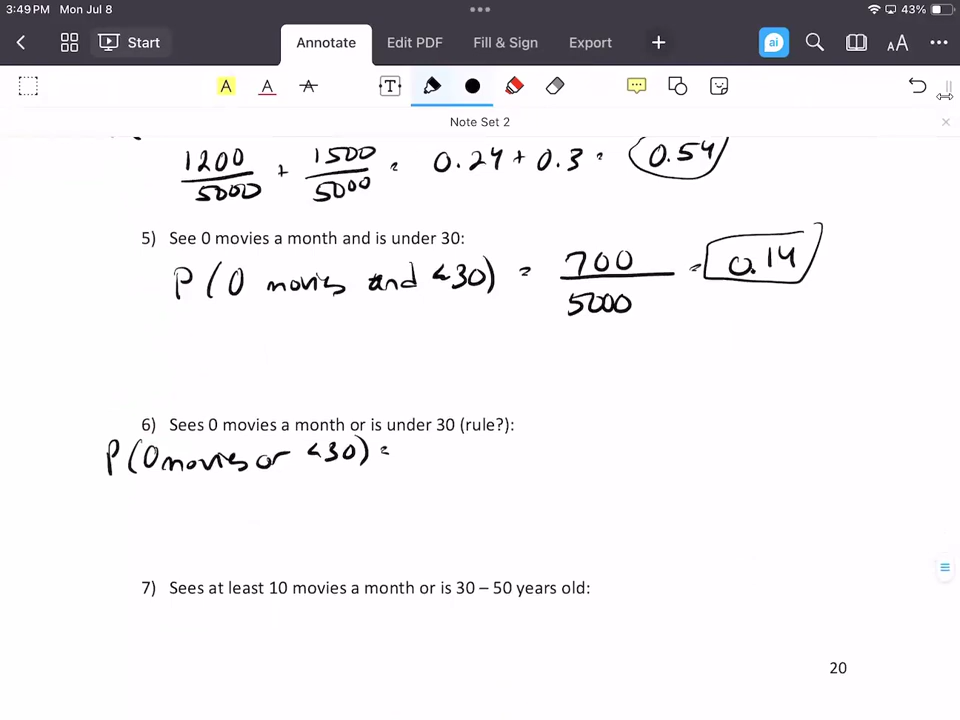 3:49 PM Mon Jul 8 43%
Start Annotate Edit PDF Fill & Sign Export + ai AA
A A A T
Note Set 2
1200/5000 + 1500/5000 = 0.24 + 0.3 = 0.54
5) See 0 movies a month and is under 30:
P(0 movies and <30) = 700/5000 = 0.14
6) Sees 0 movies a month or is under 30 (rule?):
P(0 movies or <30) =
7) Sees at least 10 movies a month or is 30 – 50 years old:
20